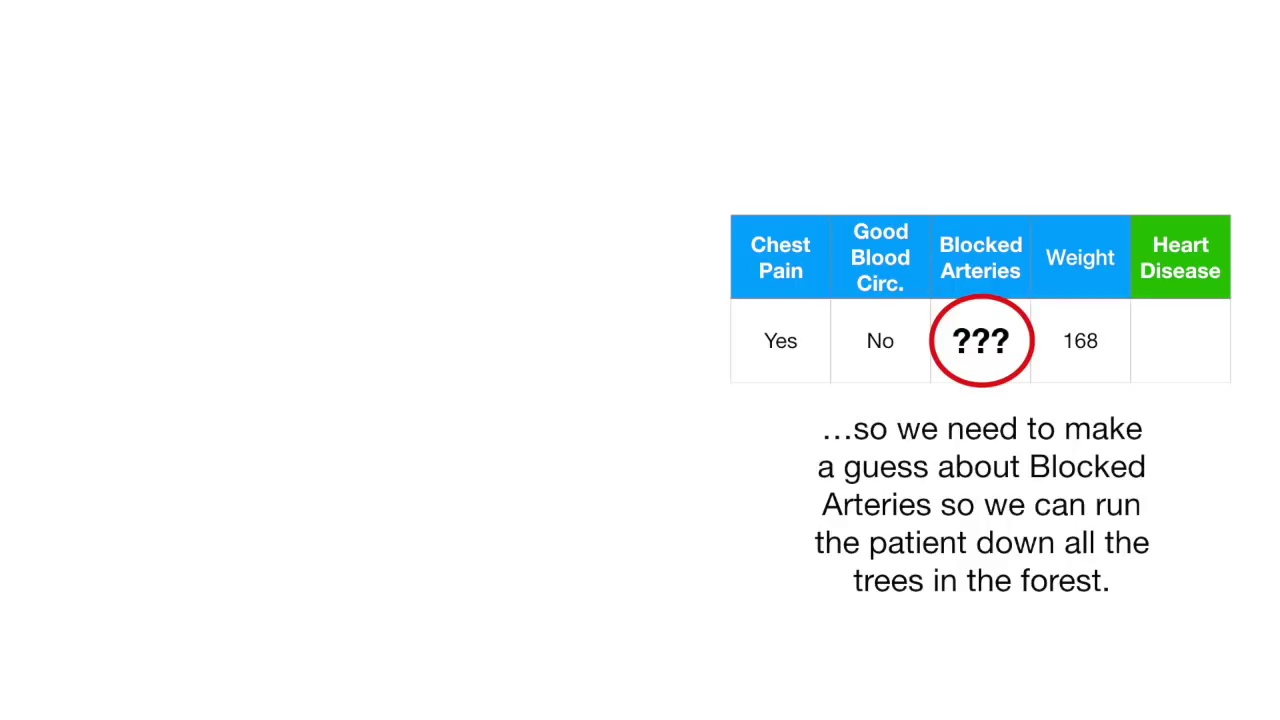 Chest Pain
Good Blood Circ.
Blocked Arteries
Weight
Heart Disease
Yes
No
???
168
…so we need to make
a guess about Blocked
Arteries so we can run
the patient down all the
trees in the forest.